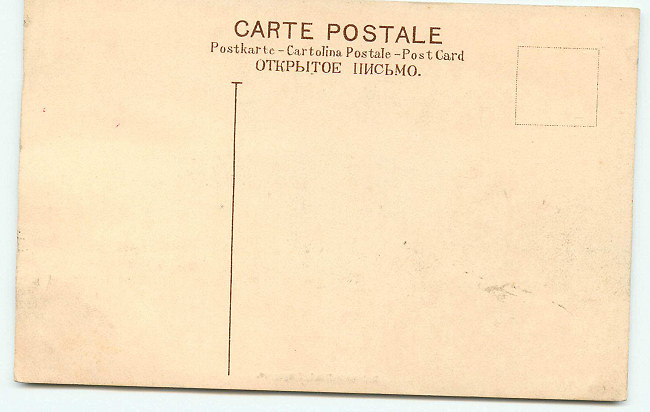 CARTE POSTALE
Postkarte – Cartolina Postale – Post Card
ОТКРЫТОЕ ПИСЬМО.